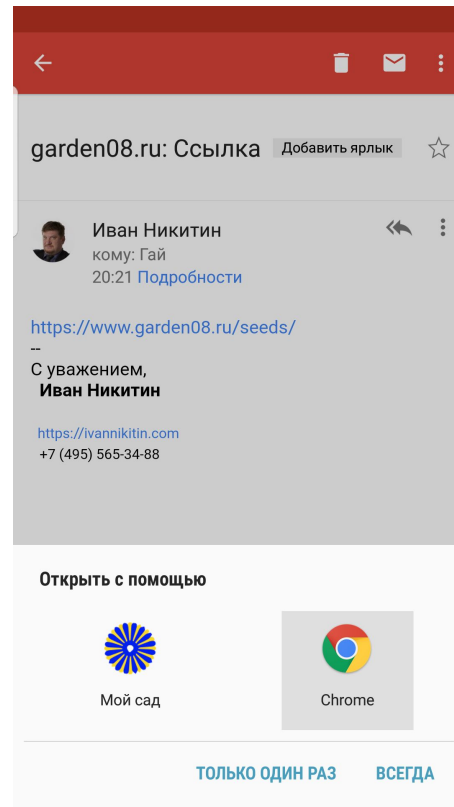 garden08.ru: Ссылка Добавить ярлык
Иван Никитин
кому: Гай
20:21 Подробности
https://www.garden08.ru/seeds/
--
С уважением,
Иван Никитин
https://ivannikitin.com
+7 (495) 565-34-88
Открыть с помощью
Мой сад Chrome
ТОЛЬКО ОДИН РАЗ ВСЕГДА